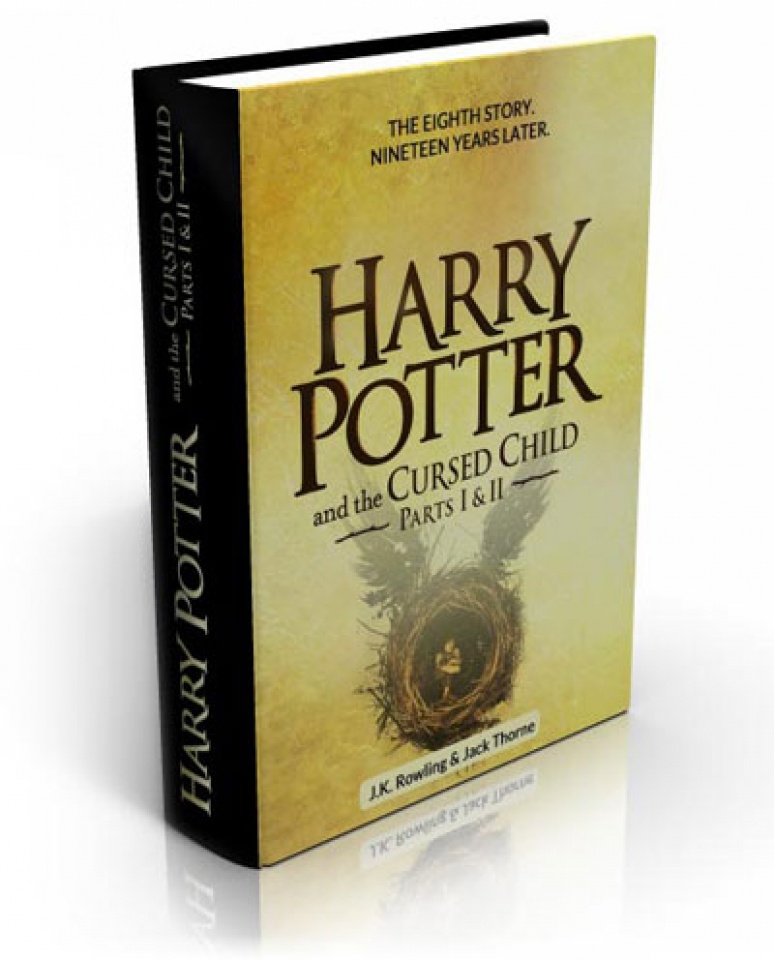 THE EIGHTH STORY.
NINETEEN YEARS LATER.
HARRY
POTTER
and the CURSED CHILD
PARTS I & II
J.K. Rowling & Jack Thorne
HARRY POTTER
and the CURSED CHILD
PARTS I & II